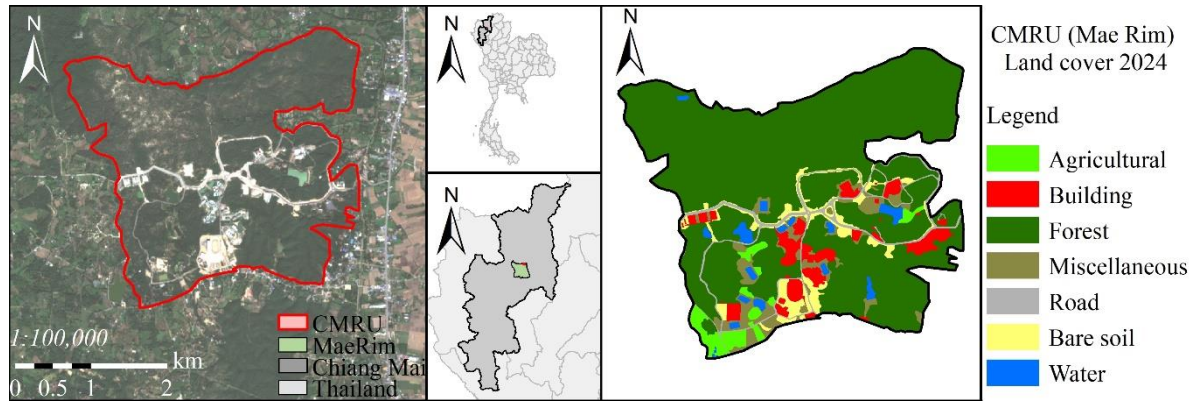 N
1:100,000
km
0 0.5 1 2
CMRU
MaeRim
Chiang Mai
Thailand
N
N
N
CMRU (Mae Rim)
Land cover 2024
Legend
Agricultural
Building
Forest
Miscellaneous
Road
Bare soil
Water